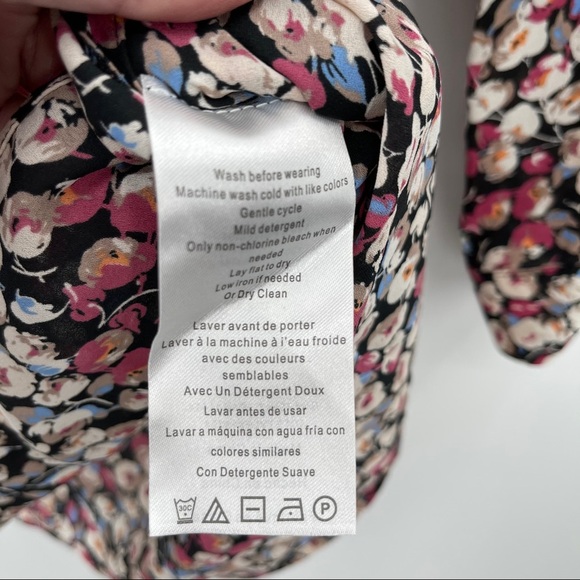 Wash before wearing
Machine wash cold with like colors
Gentle cycle
Mild detergent
Only non-chlorine bleach when
needed
Lay flat to dry
Low iron if needed
Or Dry Clean
Laver avant de porter
Laver à la machine à l'eau froide
avec des couleurs
semblables
Avec Un Détergent Doux
Lavar antes de usar
Lavar a máquina con agua fría con
colores similares
Con Detergente Suave
30C P